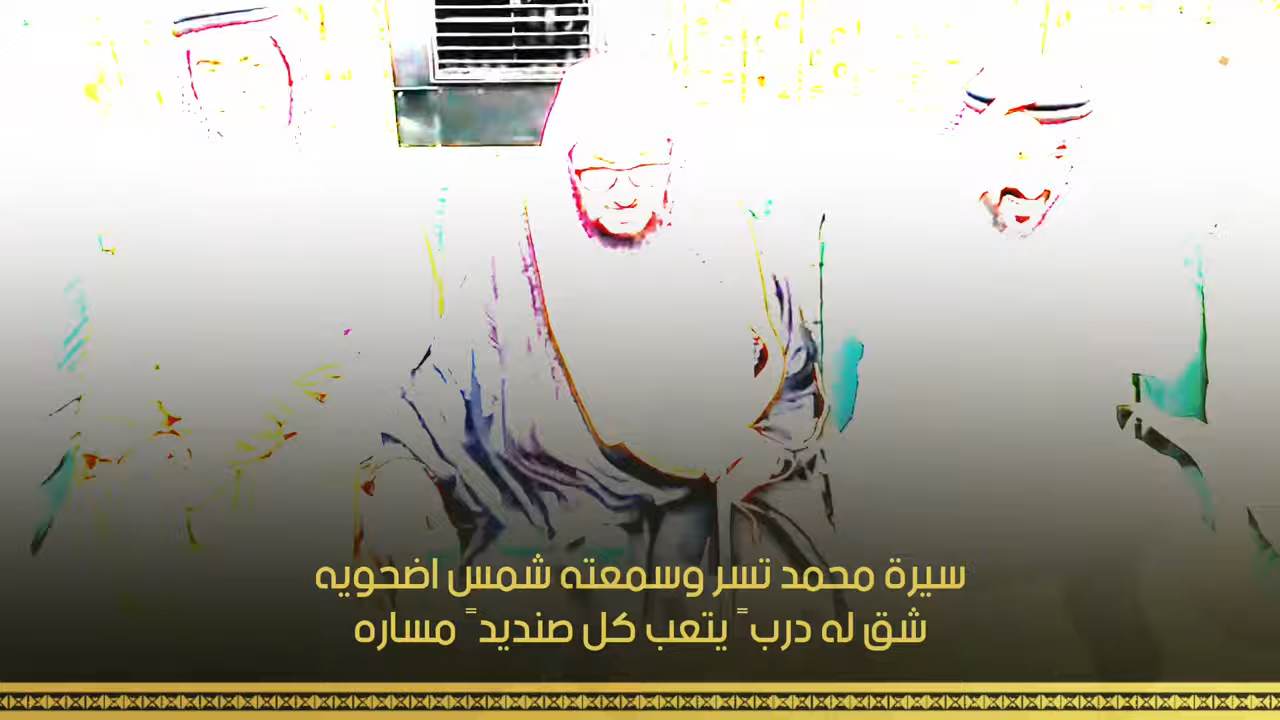 سيرة محمد تسر وسمعته شمس اضحويه
شق له درب ً يتعب كل صنديد ً مساره